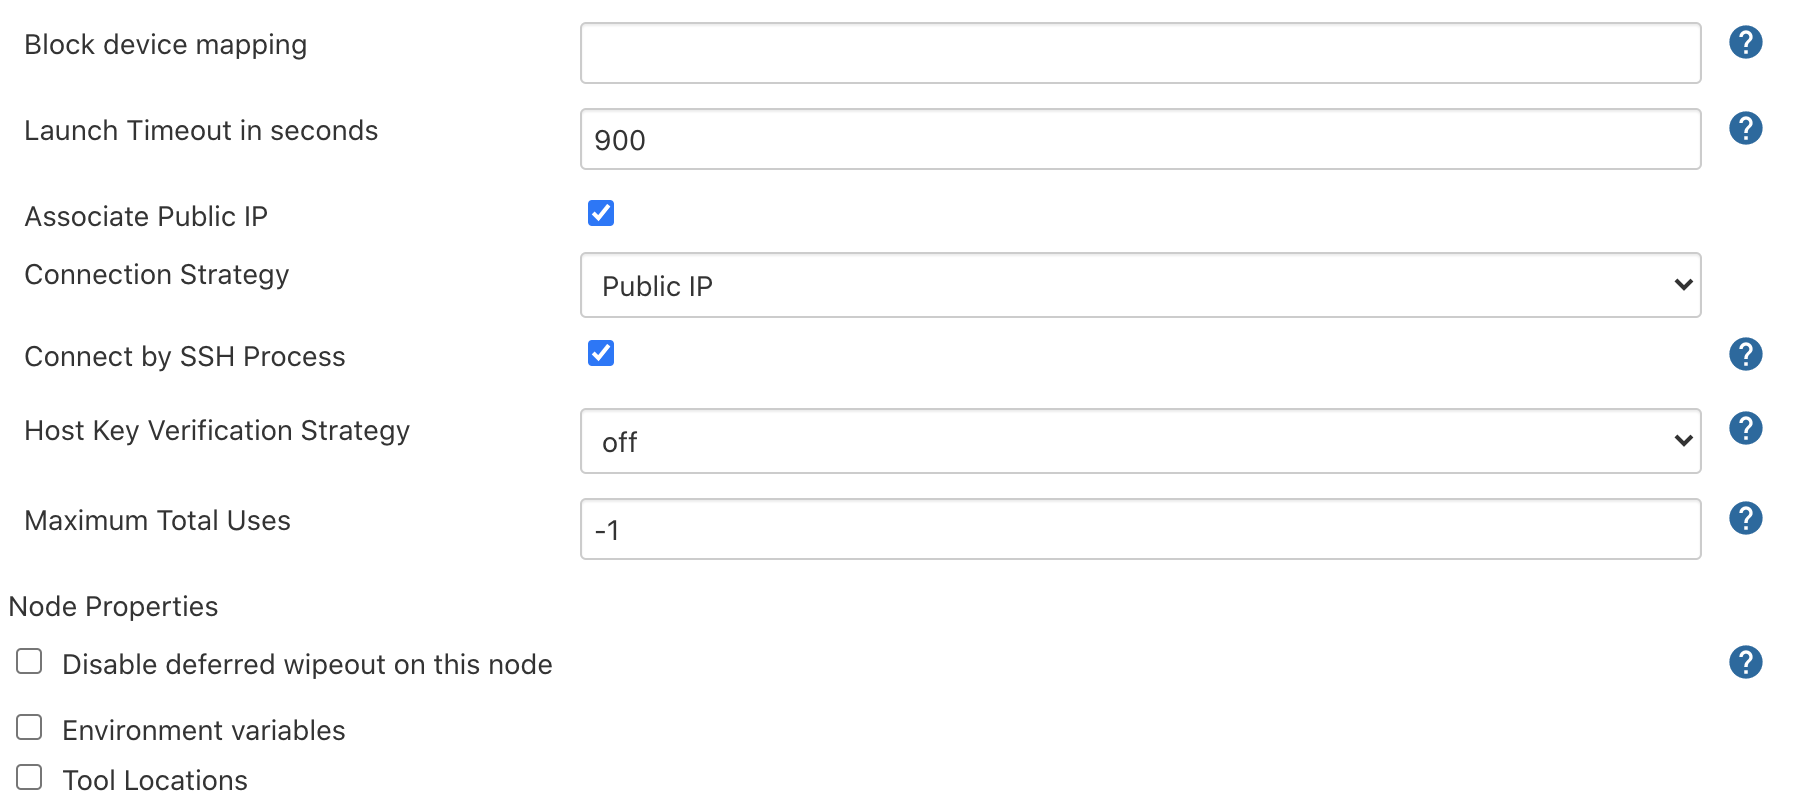 Block device mapping
?
Launch Timeout in seconds
900
?
Associate Public IP
Connection Strategy
Public IP
Connect by SSH Process
?
Host Key Verification Strategy
off
?
Maximum Total Uses
-1
?
Node Properties
Disable deferred wipeout on this node
?
Environment variables
Tool Locations